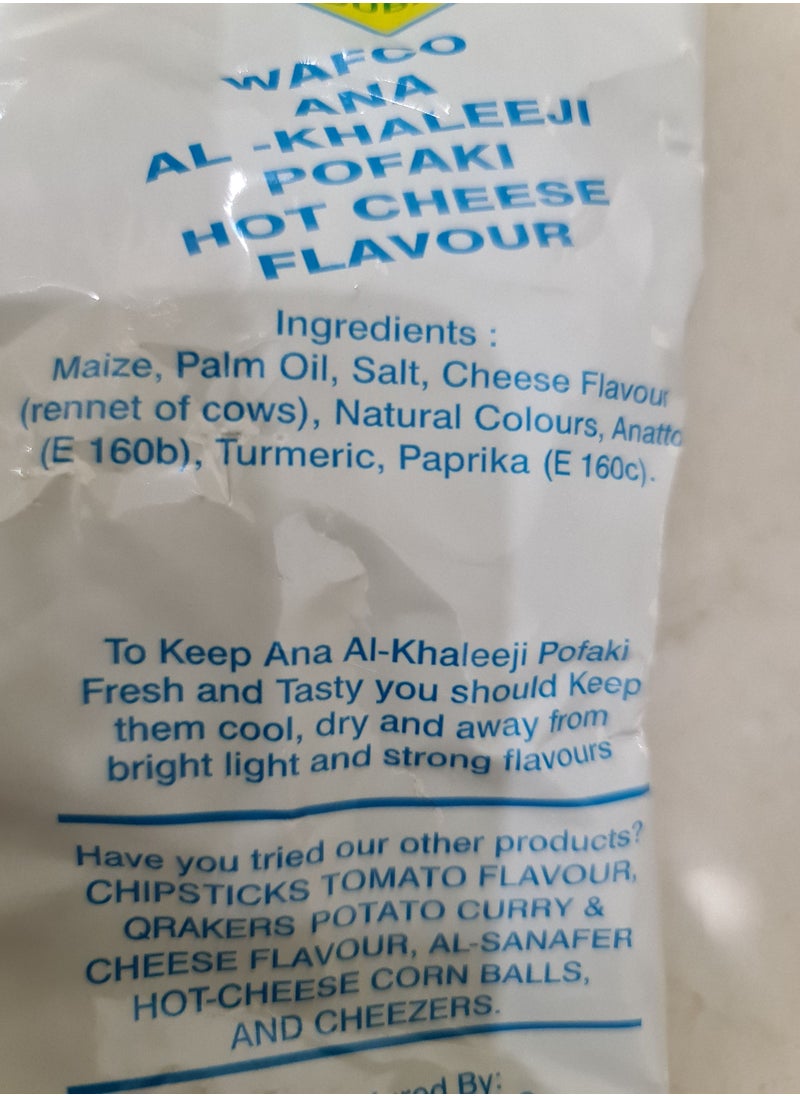 WAFCO
ANA
AL -KHALEEJI
POFAKI
HOT CHEESE
FLAVOUR
Ingredients :
Maize, Palm Oil, Salt, Cheese Flavour
(rennet of cows), Natural Colours, Anatto
(E 160b), Turmeric, Paprika (E 160c).
To Keep Ana Al-Khaleeji Pofaki
Fresh and Tasty you should Keep
them cool, dry and away from
bright light and strong flavours
Have you tried our other products?
CHIPSTICKS TOMATO FLAVOUR,
QRAKERS POTATO CURRY &
CHEESE FLAVOUR, AL-SANAFER
HOT-CHEESE CORN BALLS,
AND CHEEZERS.
By: